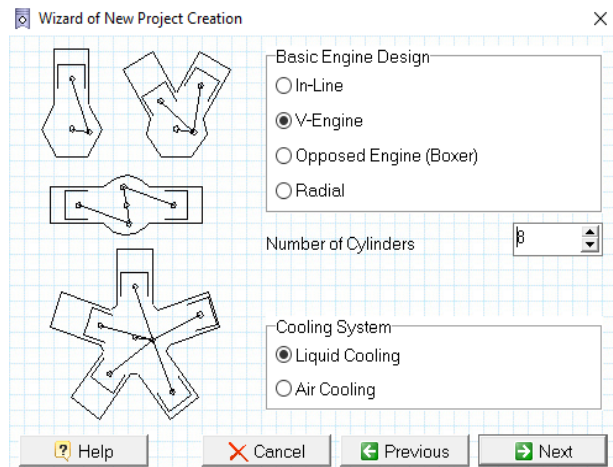 Wizard of New Project Creation
Basic Engine Design
In-Line
V-Engine
Opposed Engine (Boxer)
Radial
Number of Cylinders 8
Cooling System
Liquid Cooling
Air Cooling
? Help Cancel Previous Next